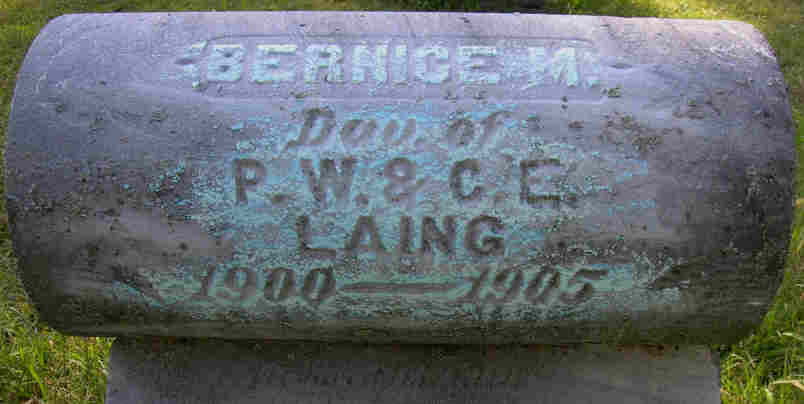 BERNICE M.
Dau. of
P. W. & C. E.
LAING
1900 — 1905